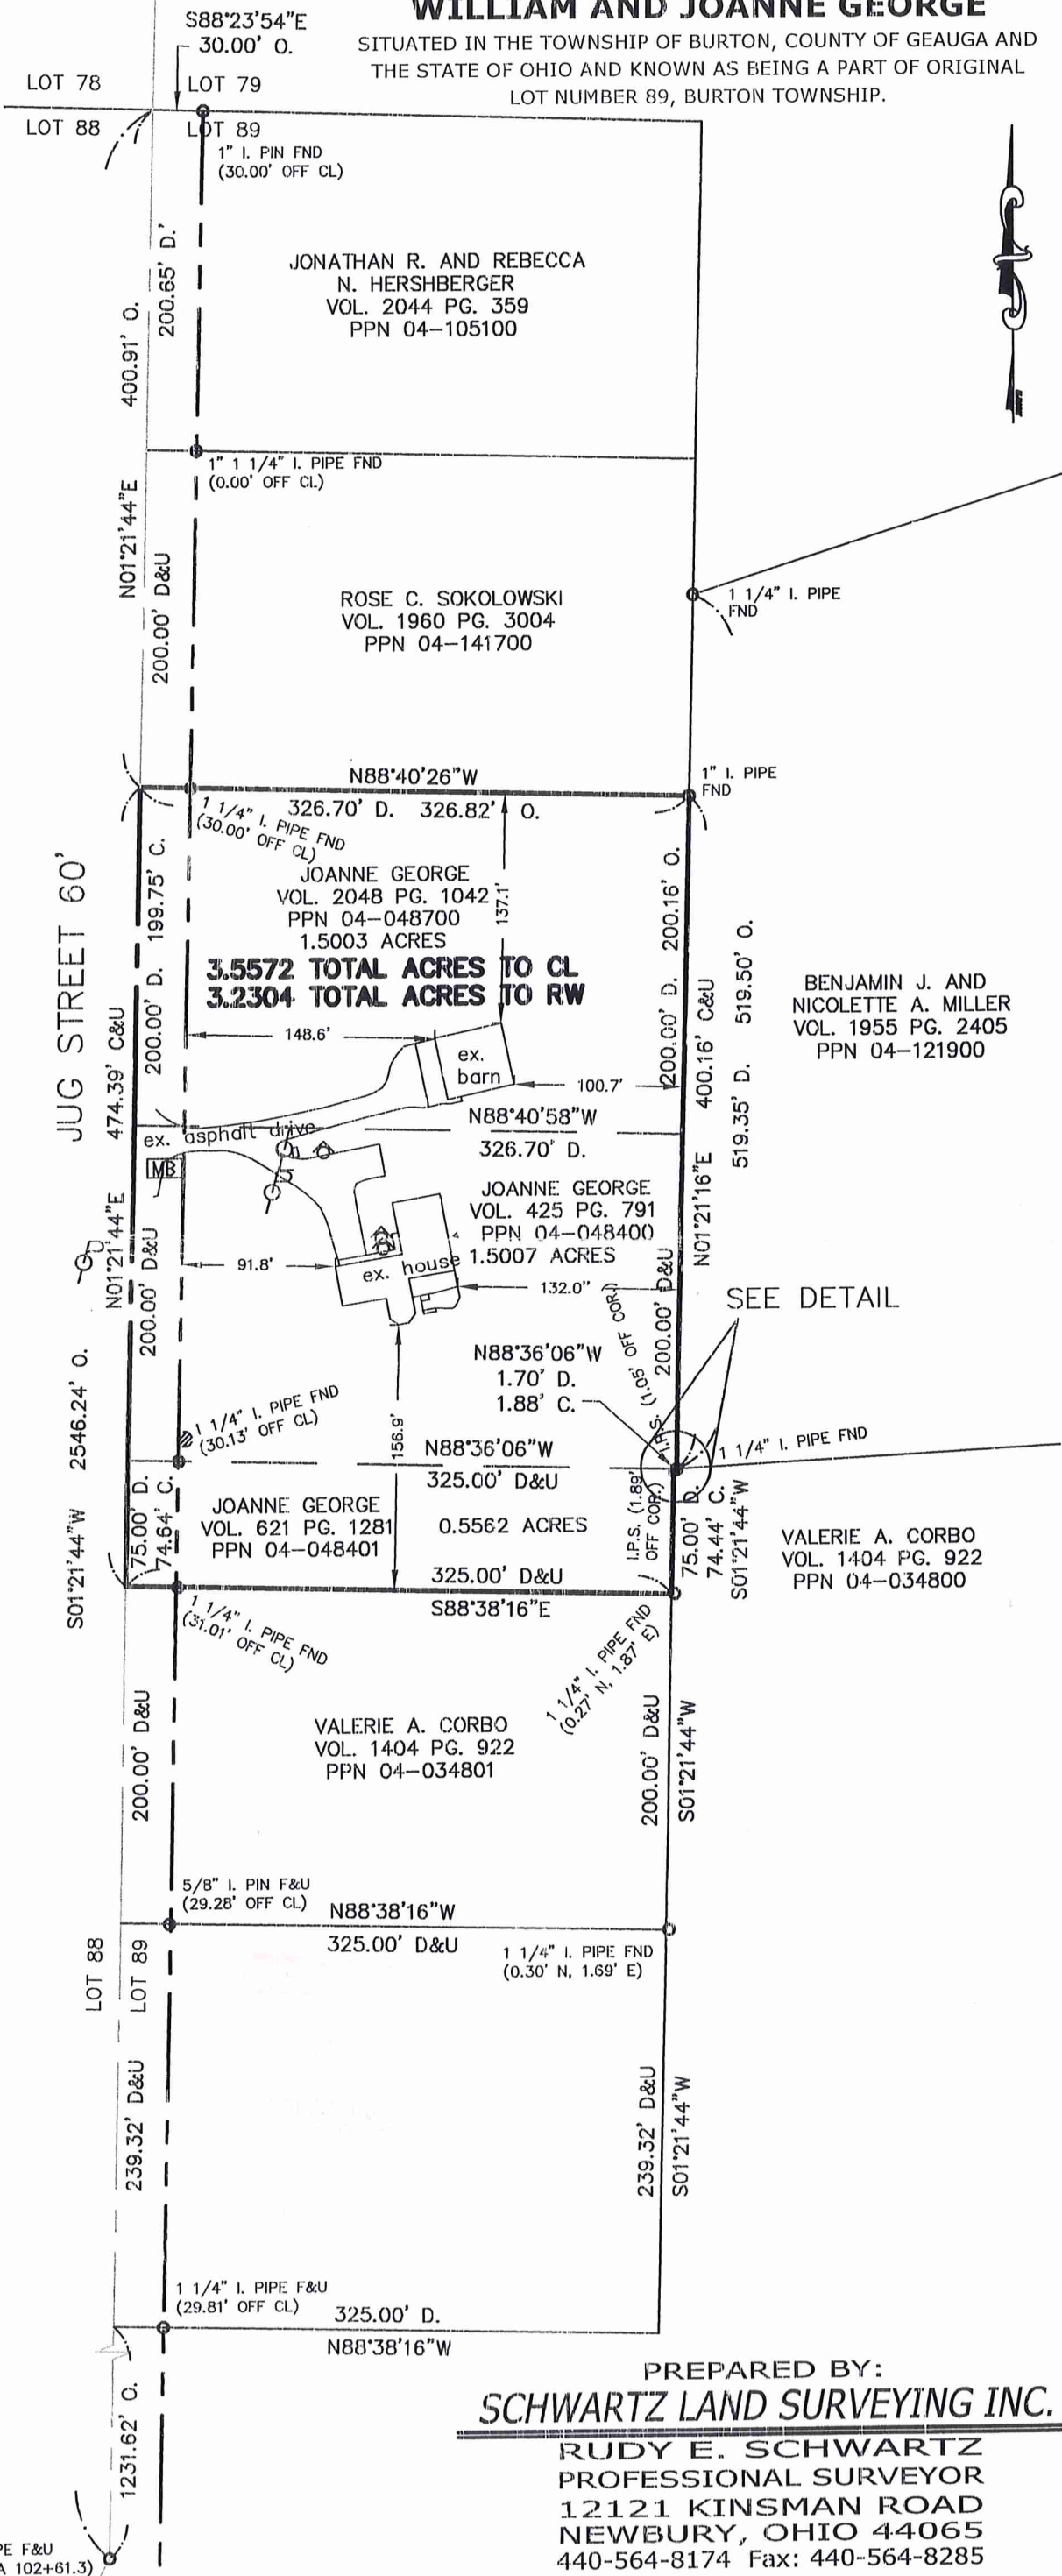 WILLIAM AND JOANNE GEORGE
SITUATED IN THE TOWNSHIP OF BURTON, COUNTY OF GEAUGA AND
THE STATE OF OHIO AND KNOWN AS BEING A PART OF ORIGINAL
LOT NUMBER 89, BURTON TOWNSHIP.
S88°23'54"E
30.00' O.
LOT 78
LOT 79
LOT 88
LOT 89
1" I. PIN FND
(30.00' OFF CL)
JONATHAN R. AND REBECCA
N. HERSHBERGER
VOL. 2044 PG. 359
PPN 04-105100
400.91' O.
200.65' D.'
1" 1 1/4" I. PIPE FND
(0.00' OFF CL)
N01°21'44"E
200.00' D&U
ROSE C. SOKOLOWSKI
VOL. 1960 PG. 3004
PPN 04-141700
1 1/4" I. PIPE
FND
N88°40'26"W
326.70' D. 326.82' O.
1" I. PIPE
FND
1 1/4" I. PIPE FND
(30.00' OFF CL)
JOANNE GEORGE
VOL. 2048 PG. 1042
PPN 04-048700
1.5003 ACRES
137.1'
3.5572 TOTAL ACRES TO CL
3.2304 TOTAL ACRES TO RW
JUG STREET 60'
474.39' C&U
200.00' D. 199.75' C.
200.00' D. 200.16' O.
400.16' C&U
519.35' D. 519.50' O.
BENJAMIN J. AND
NICOLETTE A. MILLER
VOL. 1955 PG. 2405
PPN 04-121900
148.6'
ex.
barn
100.7'
N88°40'58"W
326.70' D.
ex. asphalt drive
MB
JOANNE GEORGE
VOL. 425 PG. 791
PPN 04-048400
1.5007 ACRES
N01°21'44"E
200.00' D&U
N01°21'16"E
200.00' D&U
91.8'
ex. house
132.0"
SEE DETAIL
I.P.S. (1.05' OFF COR.)
N88°36'06"W
1.70' D.
1.88' C.
156.9'
1 1/4" I. PIPE FND
(30.13' OFF CL)
1 1/4" I. PIPE FND
N88°36'06"W
325.00' D&U
S01°21'44"W 2546.24' O.
75.00' D.
74.64' C.
JOANNE GEORGE
VOL. 621 PG. 1281
PPN 04-048401
0.5562 ACRES
I.P.S. (1.89'
OFF COR.)
75.00' D.
74.44' C.
S01°21'44"W
VALERIE A. CORBO
VOL. 1404 PG. 922
PPN 04-034800
325.00' D&U
S88°38'16"E
1 1/4" I. PIPE FND
(31.01' OFF CL)
1 1/4" I. PIPE FND
(0.27' N, 1.87' E)
200.00' D&U
VALERIE A. CORBO
VOL. 1404 PG. 922
PPN 04-034801
200.00' D&U
S01°21'44"W
5/8" I. PIN F&U
(29.28' OFF CL)
N88°38'16"W
325.00' D&U
1 1/4" I. PIPE FND
(0.30' N, 1.69' E)
LOT 88
LOT 89
239.32' D&U
239.32' D&U
S01°21'44"W
1 1/4" I. PIPE F&U
(29.81' OFF CL)
325.00' D.
N88°38'16"W
1231.62' O.
PE F&U
A 102+61.3)
PREPARED BY:
SCHWARTZ LAND SURVEYING INC.
RUDY E. SCHWARTZ
PROFESSIONAL SURVEYOR
12121 KINSMAN ROAD
NEWBURY, OHIO 44065
440-564-8174 Fax: 440-564-8285